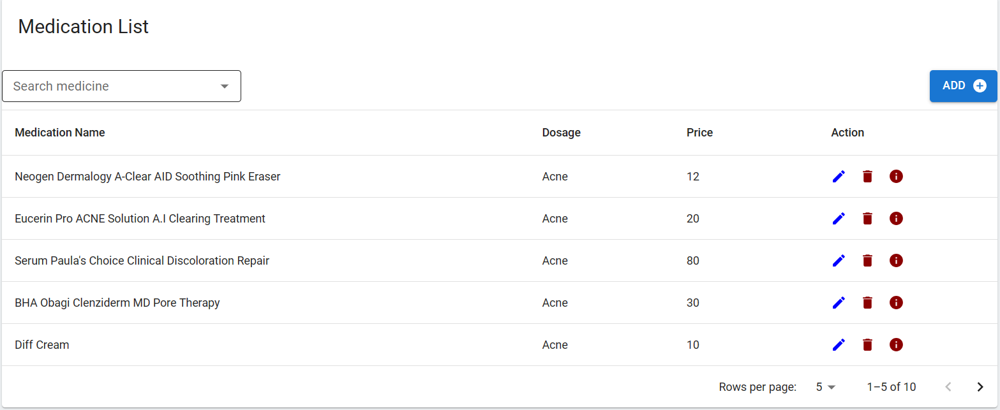 Medication List
Search medicine
ADD
Medication Name Dosage Price Action
Neogen Dermalogy A-Clear AID Soothing Pink Eraser Acne 12
Eucerin Pro ACNE Solution A.I Clearing Treatment Acne 20
Serum Paula's Choice Clinical Discoloration Repair Acne 80
BHA Obagi Clenziderm MD Pore Therapy Acne 30
Diff Cream Acne 10
Rows per page: 5 1–5 of 10